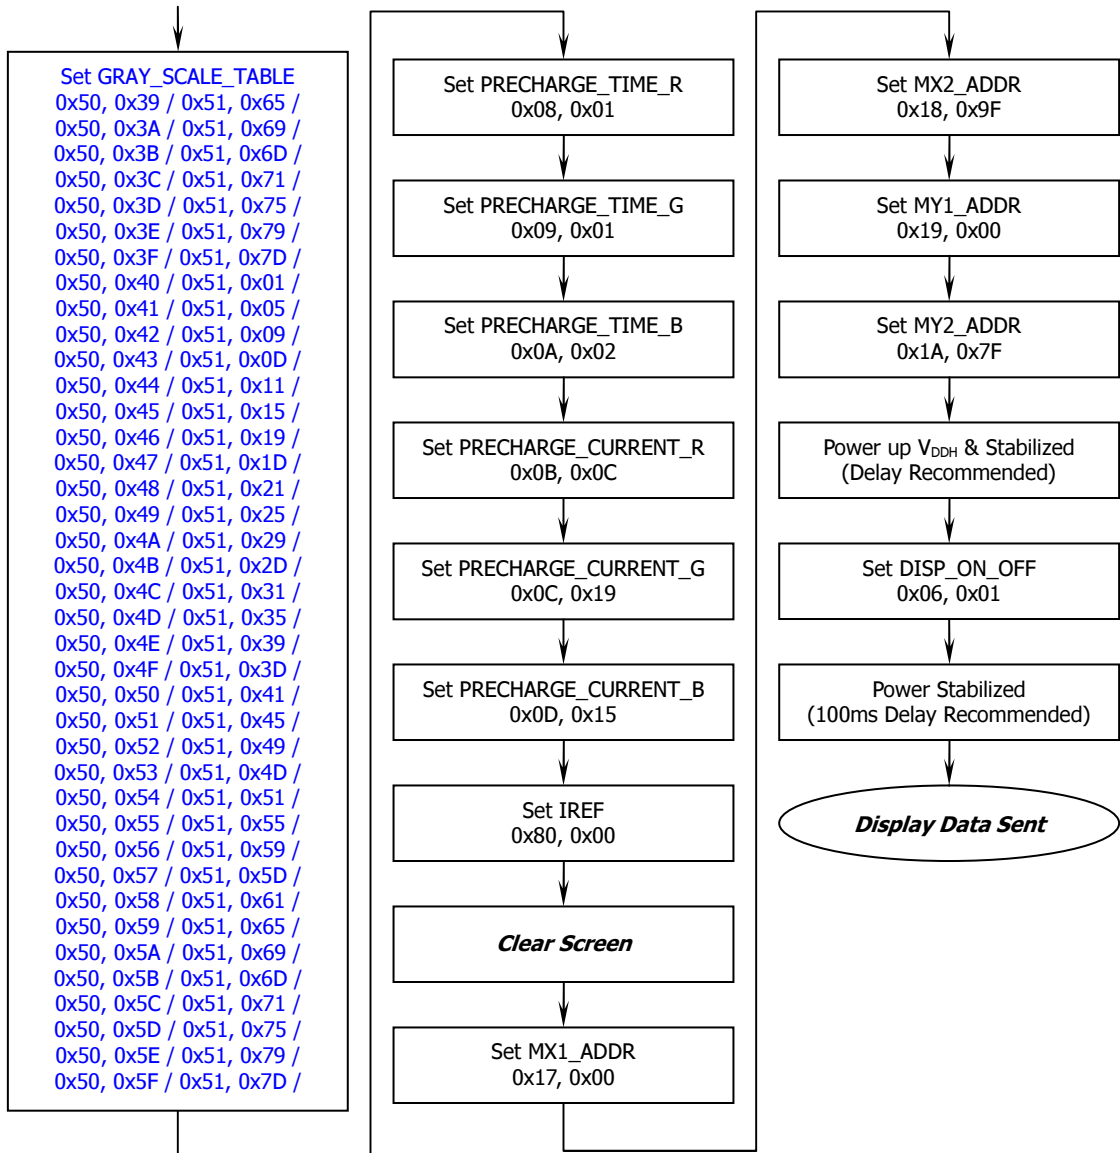 Set GRAY_SCALE_TABLE
0x50, 0x39 / 0x51, 0x65 /
0x50, 0x3A / 0x51, 0x69 /
0x50, 0x3B / 0x51, 0x6D /
0x50, 0x3C / 0x51, 0x71 /
0x50, 0x3D / 0x51, 0x75 /
0x50, 0x3E / 0x51, 0x79 /
0x50, 0x3F / 0x51, 0x7D /
0x50, 0x40 / 0x51, 0x01 /
0x50, 0x41 / 0x51, 0x05 /
0x50, 0x42 / 0x51, 0x09 /
0x50, 0x43 / 0x51, 0x0D /
0x50, 0x44 / 0x51, 0x11 /
0x50, 0x45 / 0x51, 0x15 /
0x50, 0x46 / 0x51, 0x19 /
0x50, 0x47 / 0x51, 0x1D /
0x50, 0x48 / 0x51, 0x21 /
0x50, 0x49 / 0x51, 0x25 /
0x50, 0x4A / 0x51, 0x29 /
0x50, 0x4B / 0x51, 0x2D /
0x50, 0x4C / 0x51, 0x31 /
0x50, 0x4D / 0x51, 0x35 /
0x50, 0x4E / 0x51, 0x39 /
0x50, 0x4F / 0x51, 0x3D /
0x50, 0x50 / 0x51, 0x41 /
0x50, 0x51 / 0x51, 0x45 /
0x50, 0x52 / 0x51, 0x49 /
0x50, 0x53 / 0x51, 0x4D /
0x50, 0x54 / 0x51, 0x51 /
0x50, 0x55 / 0x51, 0x55 /
0x50, 0x56 / 0x51, 0x59 /
0x50, 0x57 / 0x51, 0x5D /
0x50, 0x58 / 0x51, 0x61 /
0x50, 0x59 / 0x51, 0x65 /
0x50, 0x5A / 0x51, 0x69 /
0x50, 0x5B / 0x51, 0x6D /
0x50, 0x5C / 0x51, 0x71 /
0x50, 0x5D / 0x51, 0x75 /
0x50, 0x5E / 0x51, 0x79 /
0x50, 0x5F / 0x51, 0x7D /
Set PRECHARGE_TIME_R
0x08, 0x01
Set PRECHARGE_TIME_G
0x09, 0x01
Set PRECHARGE_TIME_B
0x0A, 0x02
Set PRECHARGE_CURRENT_R
0x0B, 0x0C
Set PRECHARGE_CURRENT_G
0x0C, 0x19
Set PRECHARGE_CURRENT_B
0x0D, 0x15
Set IREF
0x80, 0x00
Clear Screen
Set MX1_ADDR
0x17, 0x00
Set MX2_ADDR
0x18, 0x9F
Set MY1_ADDR
0x19, 0x00
Set MY2_ADDR
0x1A, 0x7F
Power up VDDH & Stabilized
(Delay Recommended)
Set DISP_ON_OFF
0x06, 0x01
Power Stabilized
(100ms Delay Recommended)
Display Data Sent